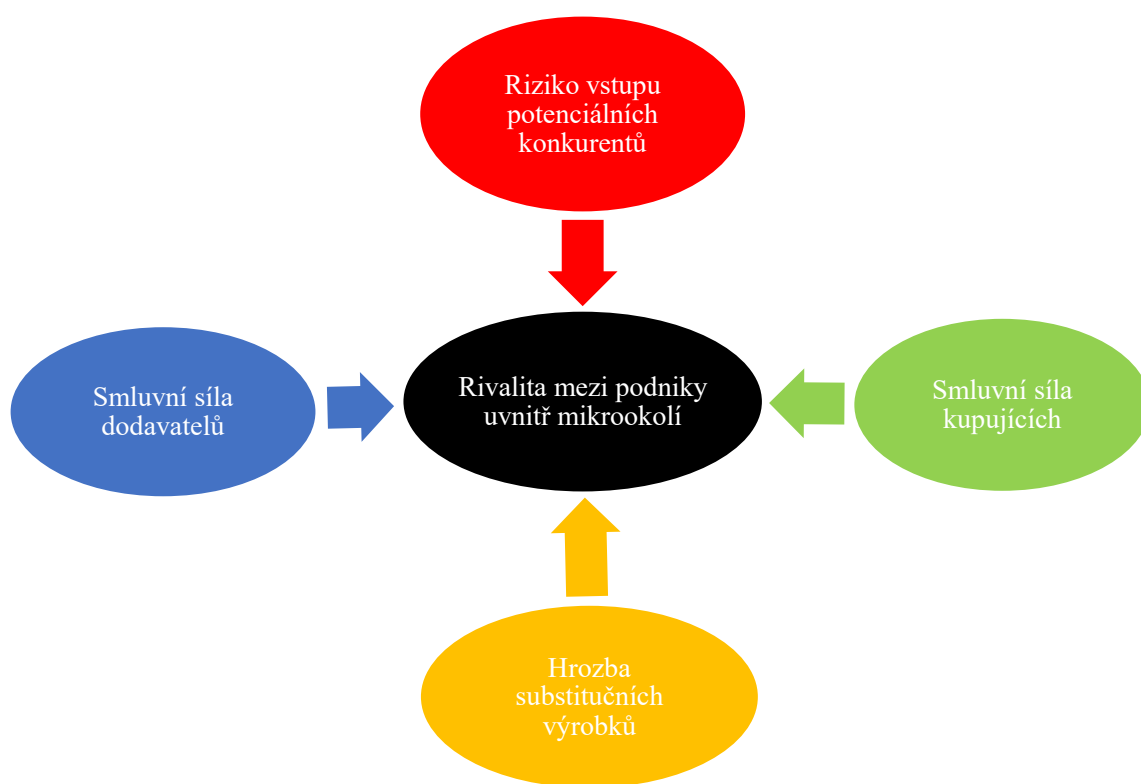 Riziko vstupu
potenciálních
konkurentů
Smluvní síla
dodavatelů
Rivalita mezi podniky
uvnitř mikrookolí
Smluvní síla
kupujících
Hrozba
substitučních
výrobků